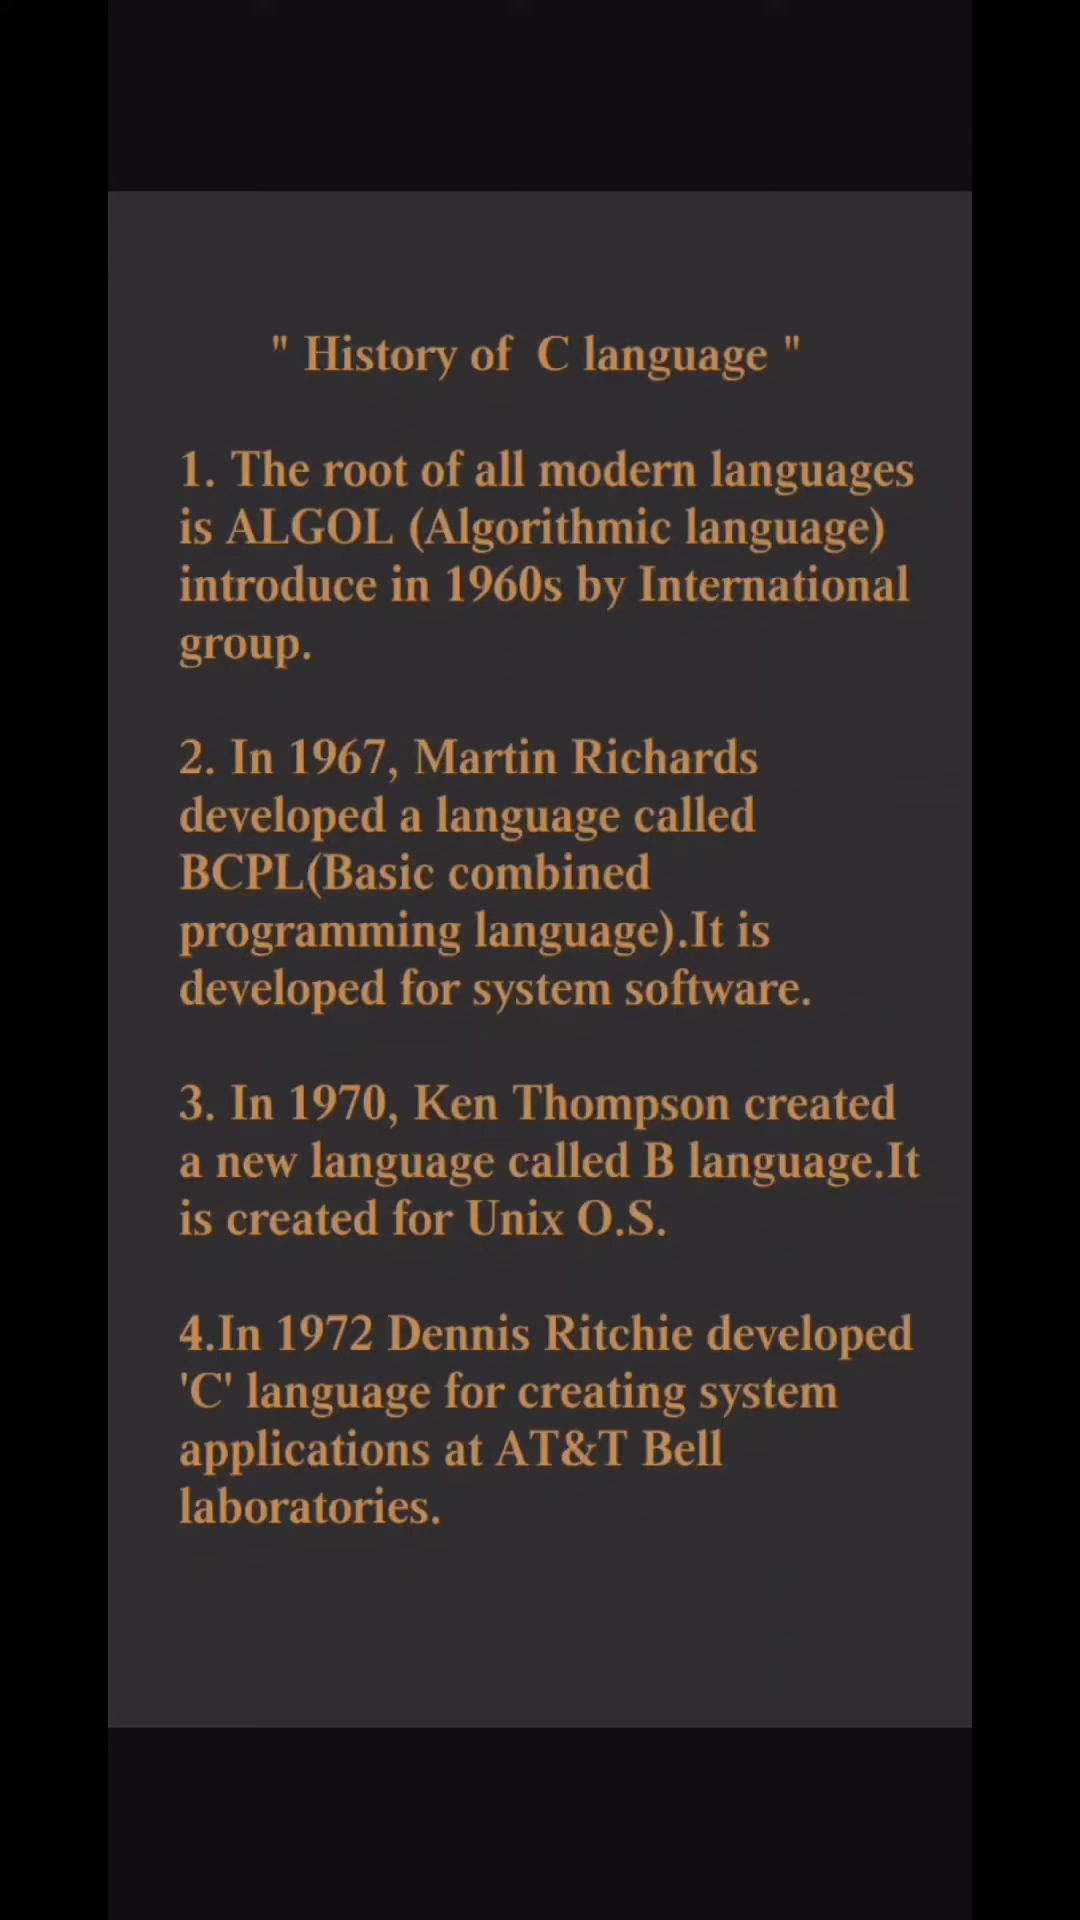 " History of  C language "
1. The root of all modern languages
is ALGOL (Algorithmic language)
introduce in 1960s by International
group.
2. In 1967, Martin Richards
developed a language called
BCPL(Basic combined
programming language).It is
developed for system software.
3. In 1970, Ken Thompson created
a new language called B language.It
is created for Unix O.S.
4.In 1972 Dennis Ritchie developed
'C' language for creating system
applications at AT&T Bell
laboratories.